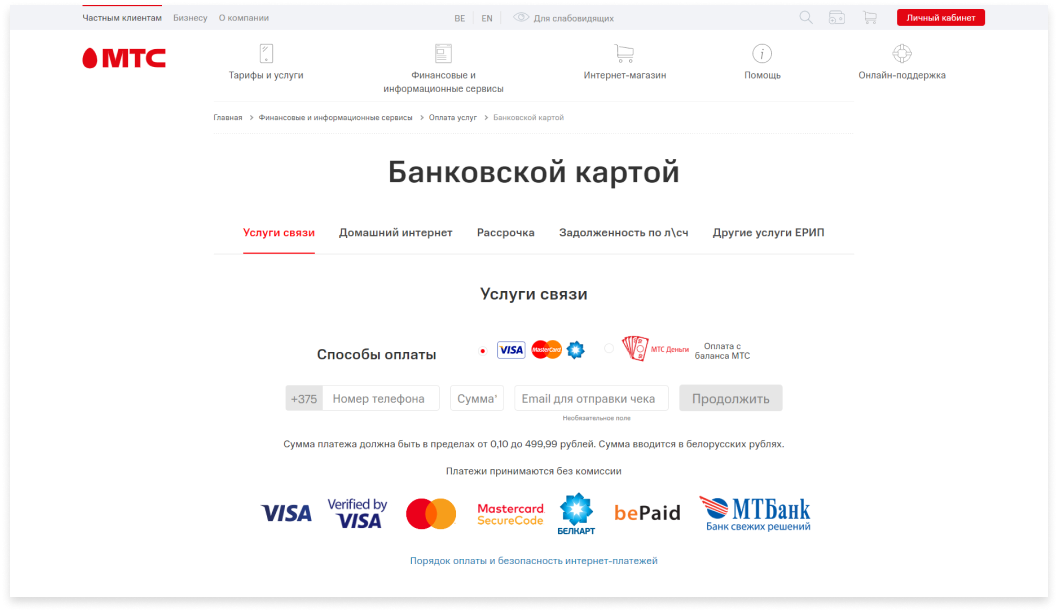 Частным клиентам Бизнесу О компании BE EN Для слабовидящих Личный кабинет
МТС
Тарифы и услуги
Финансовые и
информационные сервисы
Интернет-магазин
Помощь
Онлайн-поддержка
Главная > Финансовые и информационные сервисы > Оплата услуг > Банковской картой
Банковской картой
Услуги связи Домашний интернет Рассрочка Задолженность по л\сч Другие услуги ЕРИП
Услуги связи
Способы оплаты
VISA MasterCard
МТС Деньги
Оплата с
баланса МТС
+375 Номер телефона Сумма* Email для отправки чека Продолжить
Необязательное поле
Сумма платежа должна быть в пределах от 0,10 до 499,99 рублей. Сумма вводится в белорусских рублях.
Платежи принимаются без комиссии
VISA
Verified by
VISA
Mastercard
SecureCode
БЕЛКАРТ
bePaid
МТБанк
Банк свежих решений
Порядок оплаты и безопасность интернет-платежей